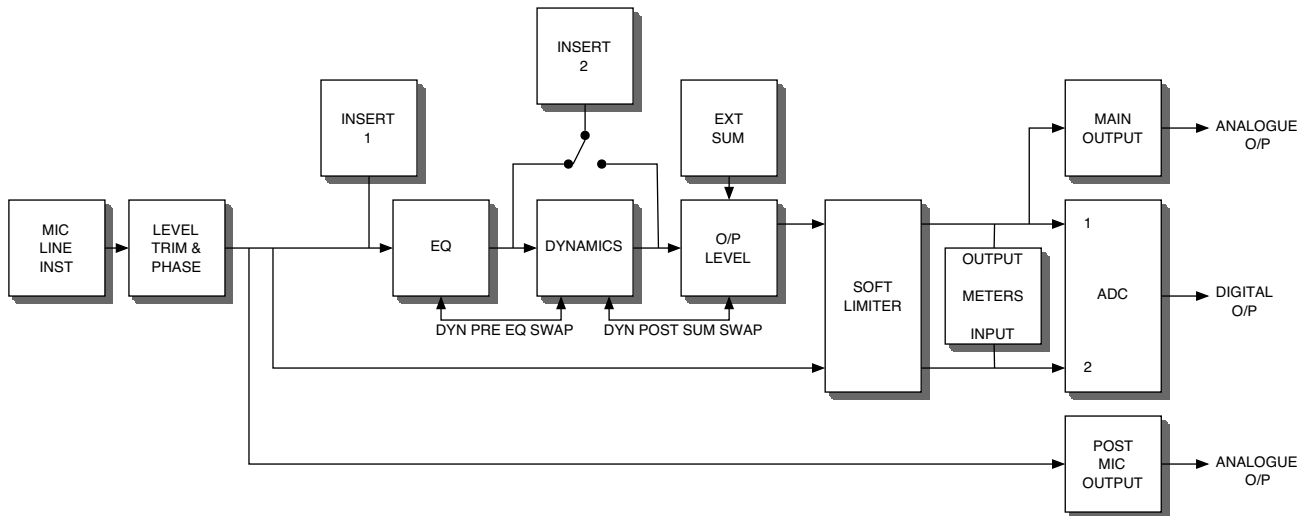 INSERT
2
INSERT
1
EXT
SUM
MAIN
OUTPUT
ANALOGUE
O/P
MIC
LINE
INST
LEVEL
TRIM &
PHASE
EQ
DYNAMICS
O/P
LEVEL
DYN PRE EQ SWAP
DYN POST SUM SWAP
SOFT
LIMITER
OUTPUT
METERS
INPUT
1
ADC
2
DIGITAL
O/P
POST
MIC
OUTPUT
ANALOGUE
O/P